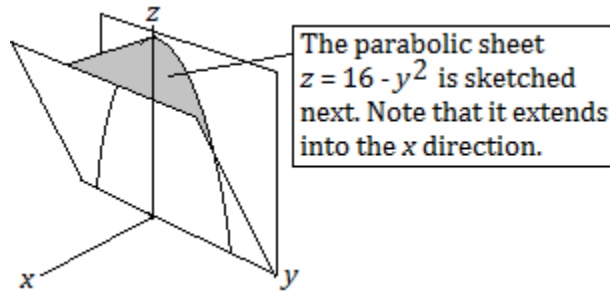 z
The parabolic sheet
z = 16 - y² is sketched
next. Note that it extends
into the x direction.
x
y